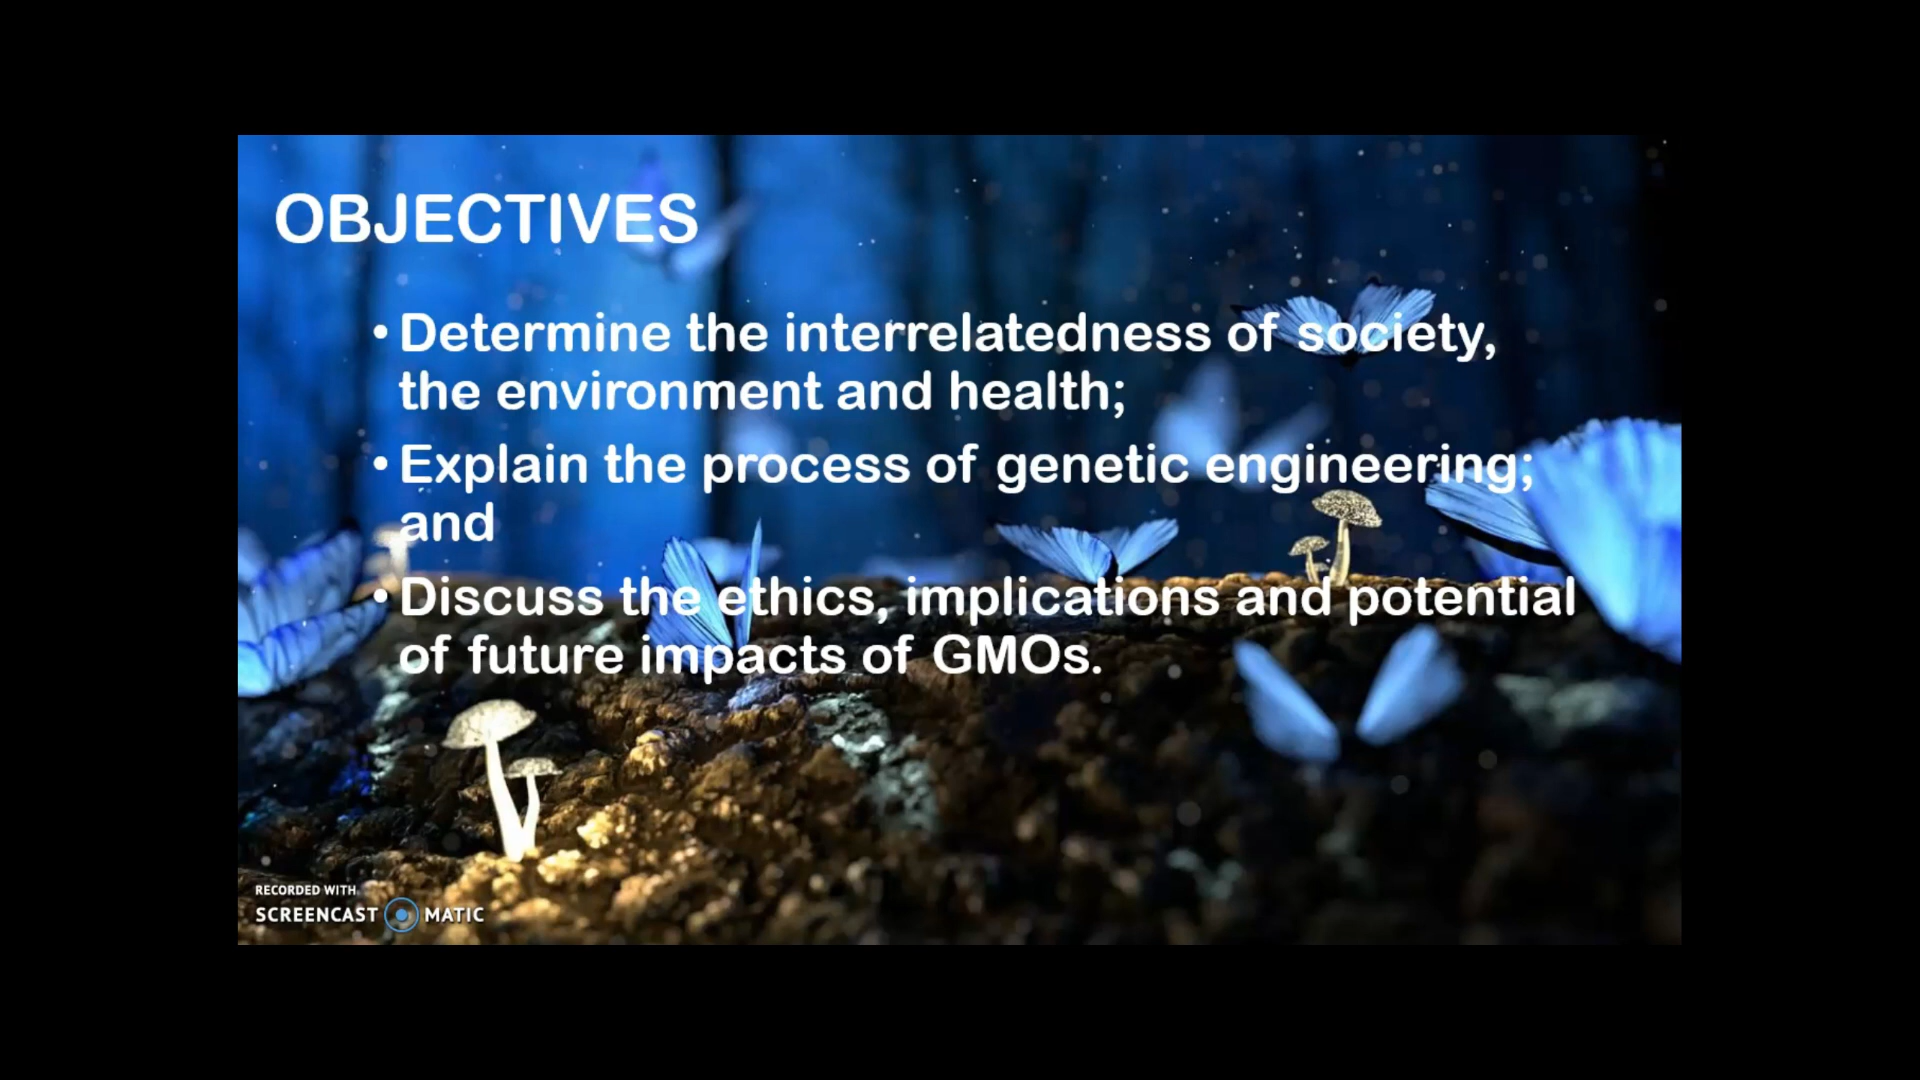 OBJECTIVES
• Determine the interrelatedness of society,
the environment and health;
• Explain the process of genetic engineering;
and
• Discuss the ethics, implications and potential
of future impacts of GMOs.
RECORDED WITH
SCREENCAST MATIC